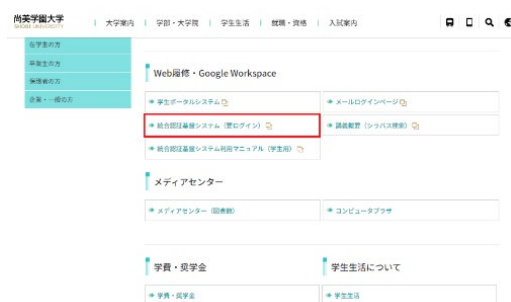 尚美学園大学
SHOBI UNIVERSITY
大学案内 | 学部・大学院 | 学生生活 | 就職・資格 | 入試案内
在学生の方
卒業生の方
保護者の方
企業・一般の方
Web履修・Google Workspace
学生ポータルシステム
メールログインページ
統合認証基盤システム（要ログイン）
講義概要（シラバス検索）
統合認証基盤システム利用マニュアル（学生用）
メディアセンター
メディアセンター（図書館）
コンピュータプラザ
学費・奨学金
学生生活について
学費・奨学金
学生生活